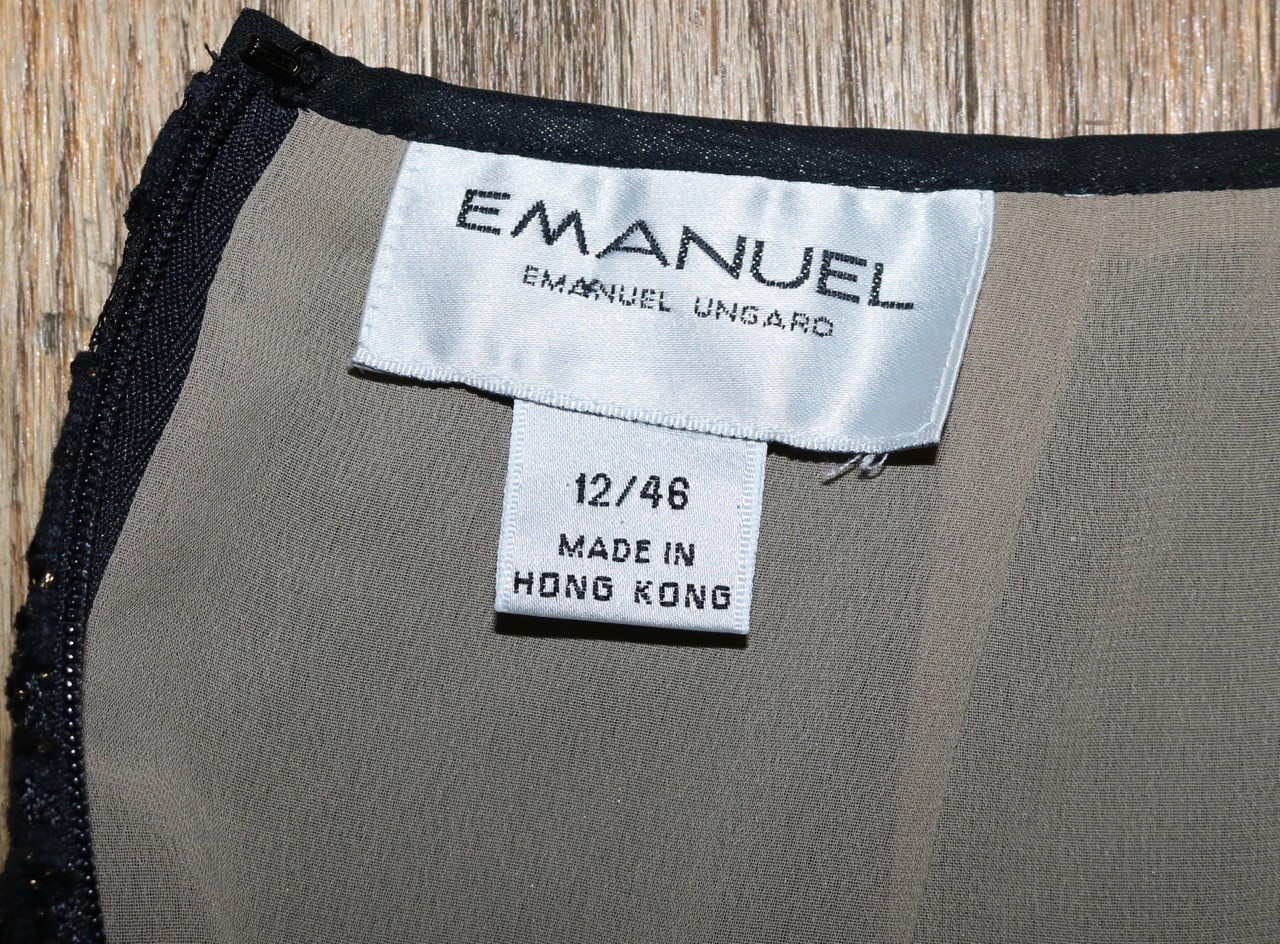 EMANUEL
EMANUEL UNGARO
12/46
MADE IN
HONG KONG